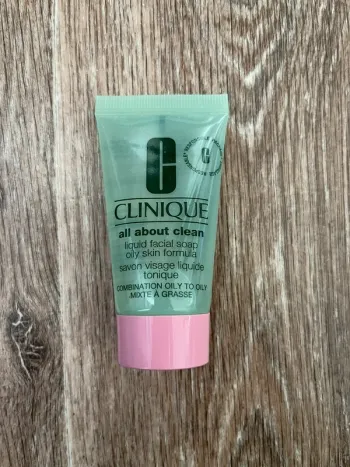 C
CLINIQUE
all about clean
liquid facial soap
oily skin formula
savon visage liquide
tonique
COMBINATION OILY TO OILY
MIXTE À GRASSE